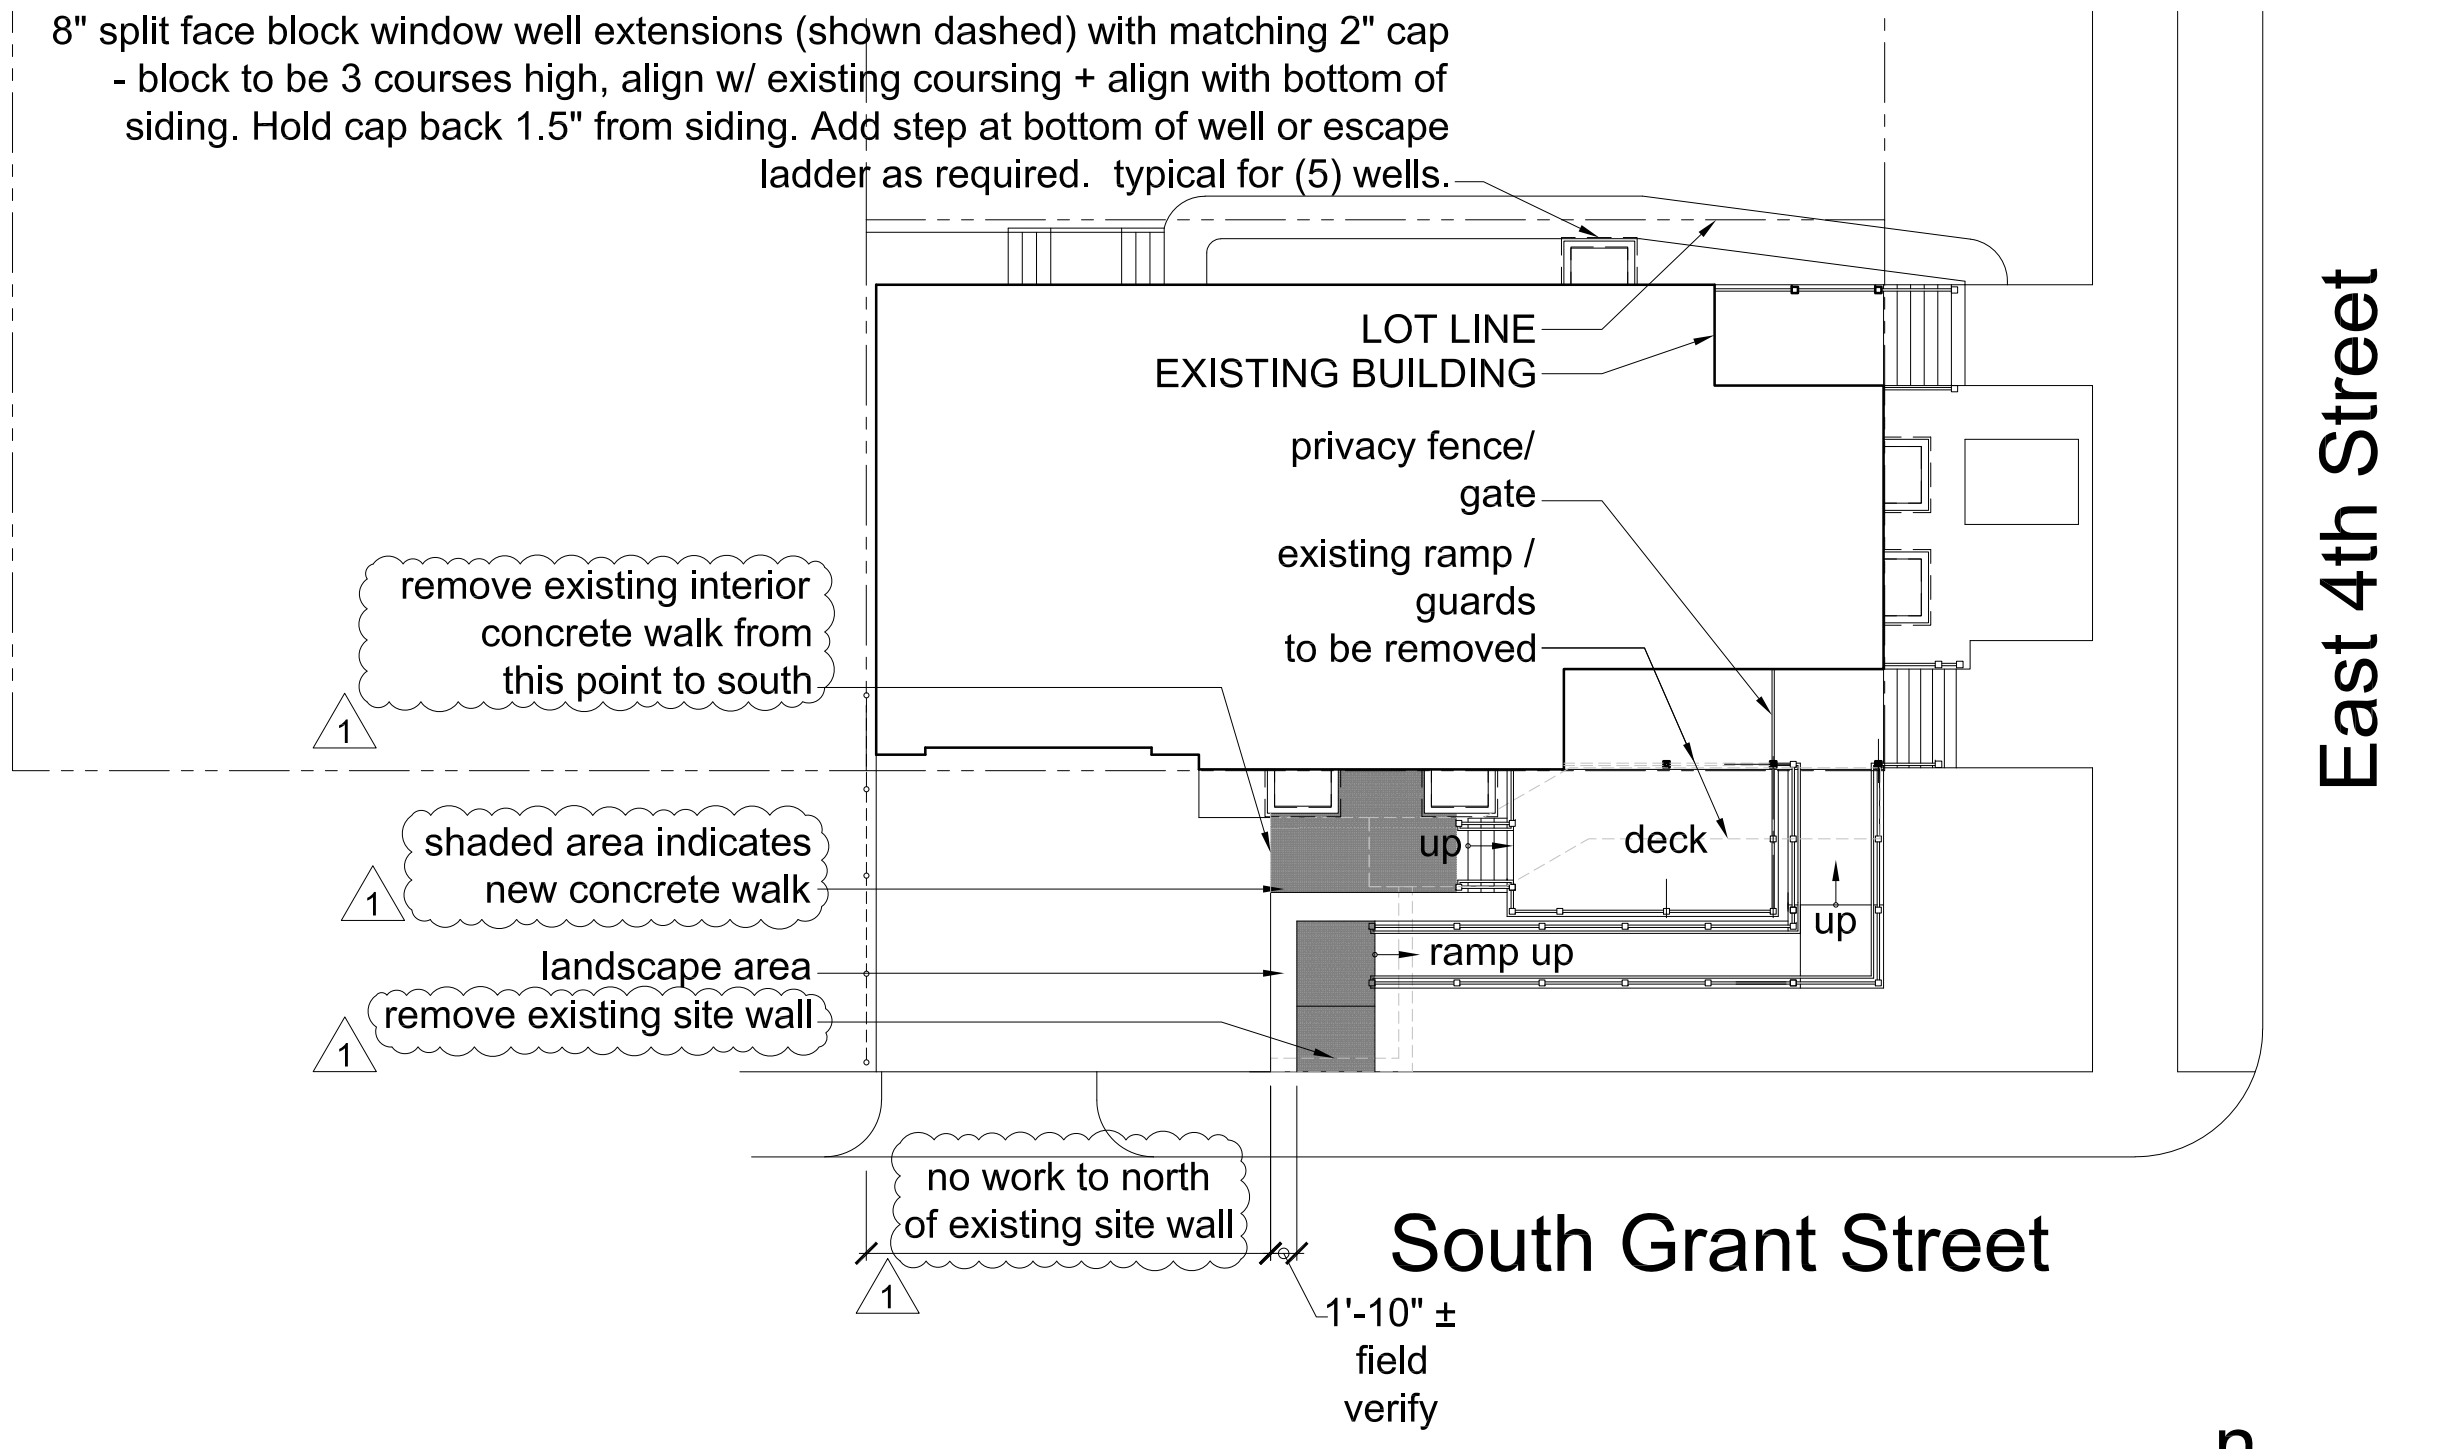 8" split face block window well extensions (shown dashed) with matching 2" cap
- block to be 3 courses high, align w/ existing coursing + align with bottom of
siding. Hold cap back 1.5" from siding. Add step at bottom of well or escape
ladder as required.  typical for (5) wells.
LOT LINE
EXISTING BUILDING
privacy fence/
gate
existing ramp /
guards
to be removed
East 4th Street
remove existing interior
concrete walk from
this point to south
1
shaded area indicates
new concrete walk
1
landscape area
remove existing site wall
1
up
deck
up
ramp up
no work to north
of existing site wall
1
South Grant Street
1'-10" ±
field
verify